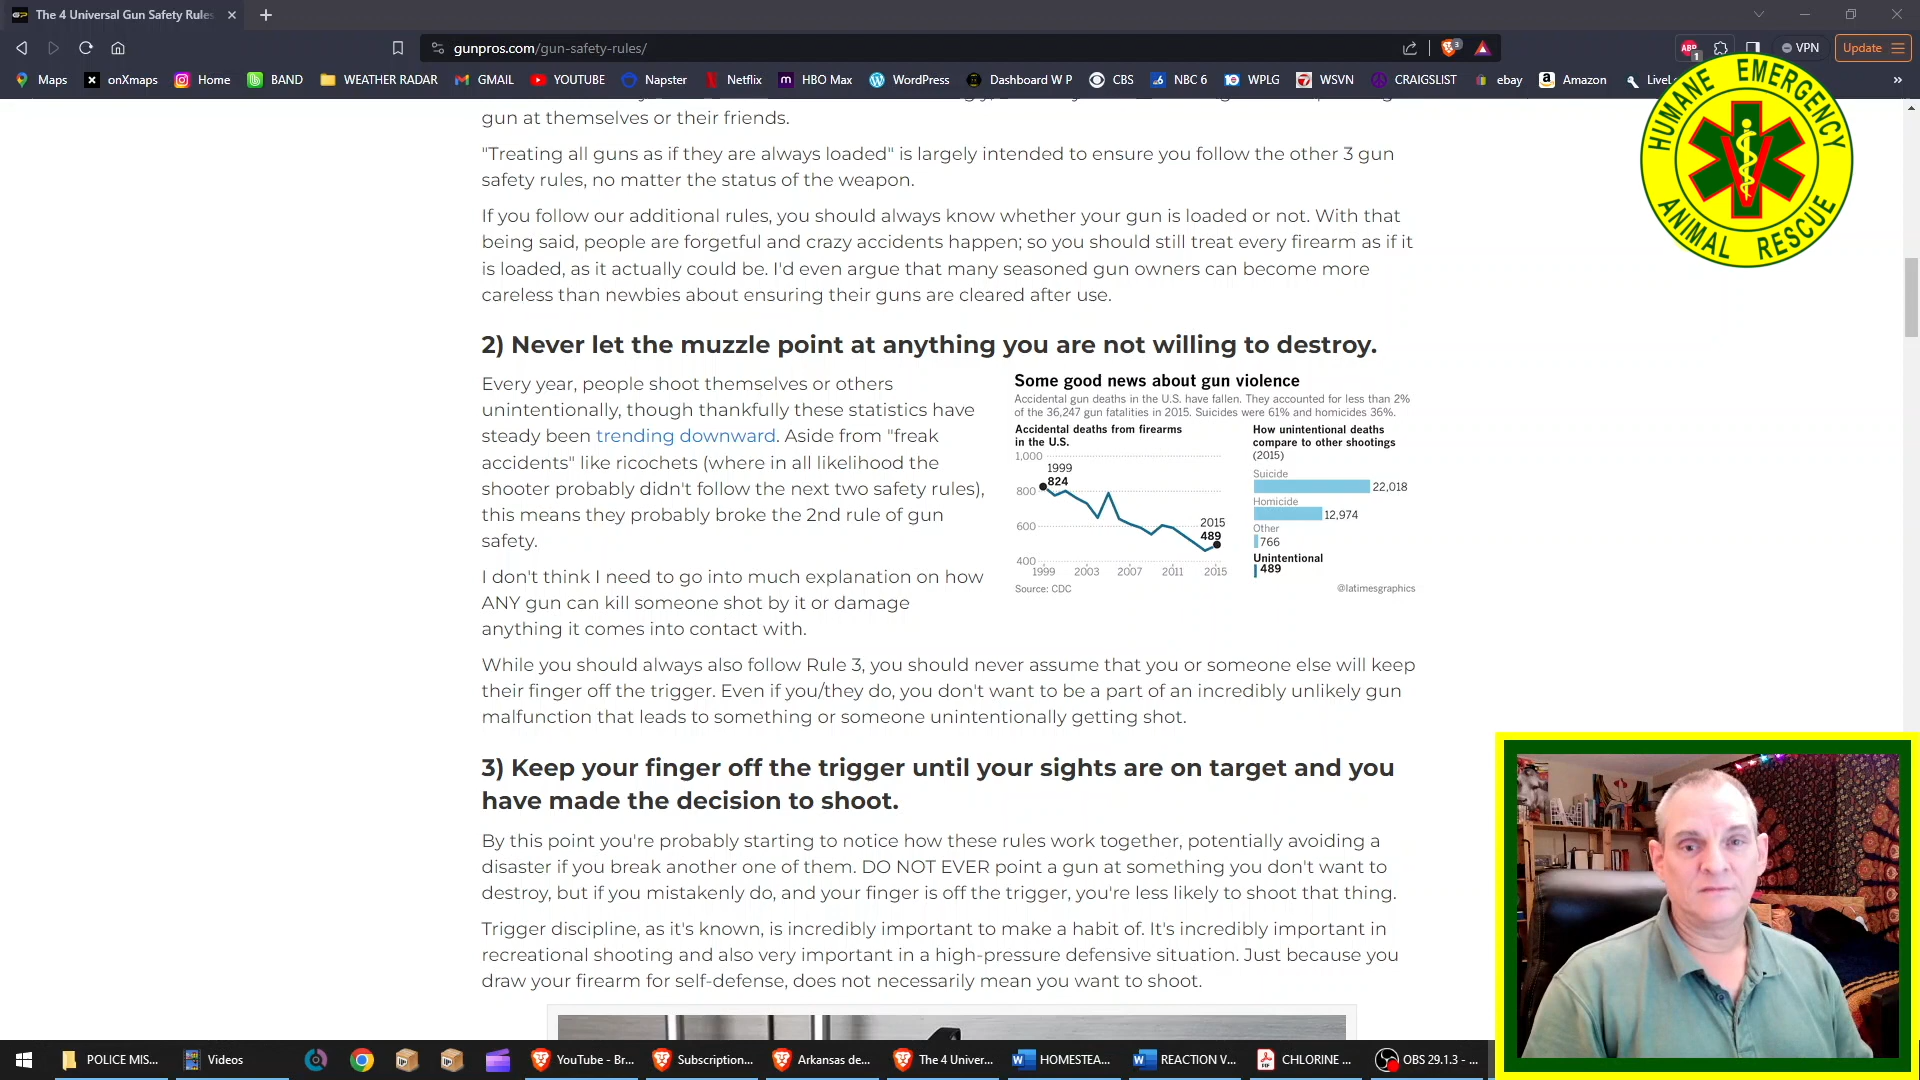 The 4 Universal Gun Safety Rules
gunpros.com/gun-safety-rules/
VPN
Update
Maps
onXmaps
Home
BAND
WEATHER RADAR
GMAIL
YOUTUBE
Napster
Netflix
HBO Max
WordPress
Dashboard W P
CBS
NBC 6
WPLG
WSVN
CRAIGSLIST
ebay
Amazon
HUMANE EMERGENCY
ANIMAL RESCUE
gun at themselves or their friends.
"Treating all guns as if they are always loaded" is largely intended to ensure you follow the other 3 gun
safety rules, no matter the status of the weapon.
If you follow our additional rules, you should always know whether your gun is loaded or not. With that
being said, people are forgetful and crazy accidents happen; so you should still treat every firearm as if it
is loaded, as it actually could be. I'd even argue that many seasoned gun owners can become more
careless than newbies about ensuring their guns are cleared after use.
2) Never let the muzzle point at anything you are not willing to destroy.
Every year, people shoot themselves or others
unintentionally, though thankfully these statistics have
steady been trending downward. Aside from "freak
accidents" like ricochets (where in all likelihood the
shooter probably didn't follow the next two safety rules),
this means they probably broke the 2nd rule of gun
safety.
I don't think I need to go into much explanation on how
ANY gun can kill someone shot by it or damage
anything it comes into contact with.
Some good news about gun violence
Accidental gun deaths in the U.S. have fallen. They accounted for less than 2%
of the 36,247 gun fatalities in 2015. Suicides were 61% and homicides 36%.
Accidental deaths from firearms
in the U.S.
1,000
1999
824
800
600
2015
489
400
1999
2003
2007
2011
2015
Source: CDC
How unintentional deaths
compare to other shootings
(2015)
Suicide
22,018
Homicide
12,974
Other
766
Unintentional
489
@latimesgraphics
While you should always also follow Rule 3, you should never assume that you or someone else will keep
their finger off the trigger. Even if you/they do, you don't want to be a part of an incredibly unlikely gun
malfunction that leads to something or someone unintentionally getting shot.
3) Keep your finger off the trigger until your sights are on target and you
have made the decision to shoot.
By this point you're probably starting to notice how these rules work together, potentially avoiding a
disaster if you break another one of them. DO NOT EVER point a gun at something you don't want to
destroy, but if you mistakenly do, and your finger is off the trigger, you're less likely to shoot that thing.
Trigger discipline, as it's known, is incredibly important to make a habit of. It's incredibly important in
recreational shooting and also very important in a high-pressure defensive situation. Just because you
draw your firearm for self-defense, does not necessarily mean you want to shoot.
POLICE MIS...
Videos
YouTube - Br...
Subscription...
Arkansas de...
The 4 Univer...
HOMESTEA...
REACTION V...
CHLORINE ...
OBS 29.1.3 - ...